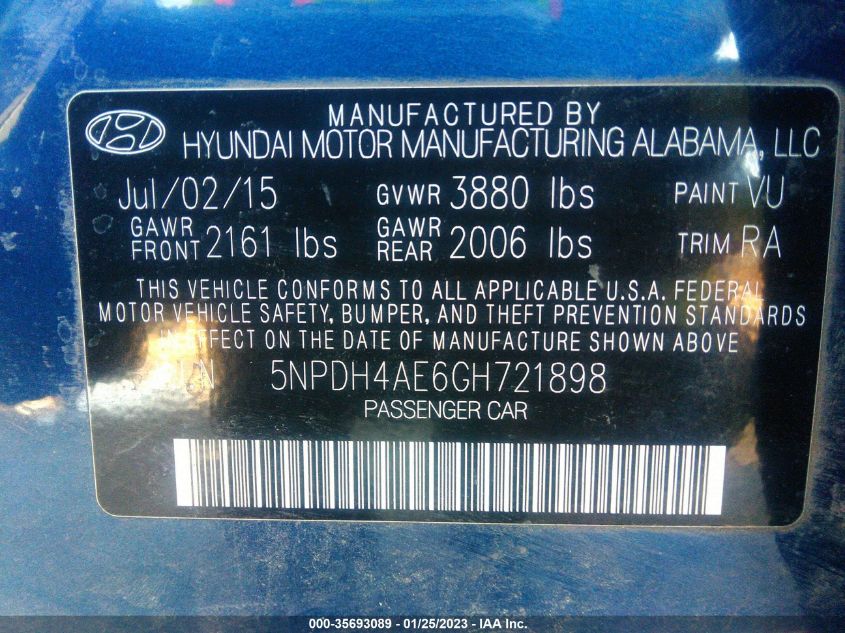 MANUFACTURED BY
HYUNDAI MOTOR MANUFACTURING ALABAMA, LLC
Jul/02/15 GVWR 3880 lbs PAINT VU
GAWR FRONT 2161 lbs GAWR REAR 2006 lbs TRIM RA
THIS VEHICLE CONFORMS TO ALL APPLICABLE U.S.A. FEDERAL
MOTOR VEHICLE SAFETY, BUMPER, AND THEFT PREVENTION STANDARDS
IN EFFECT ON THE DATE OF MANUFACTURE SHOWN ABOVE
5NPDH4AE6GH721898
PASSENGER CAR
000-35693089 - 01/25/2023 - IAA Inc.